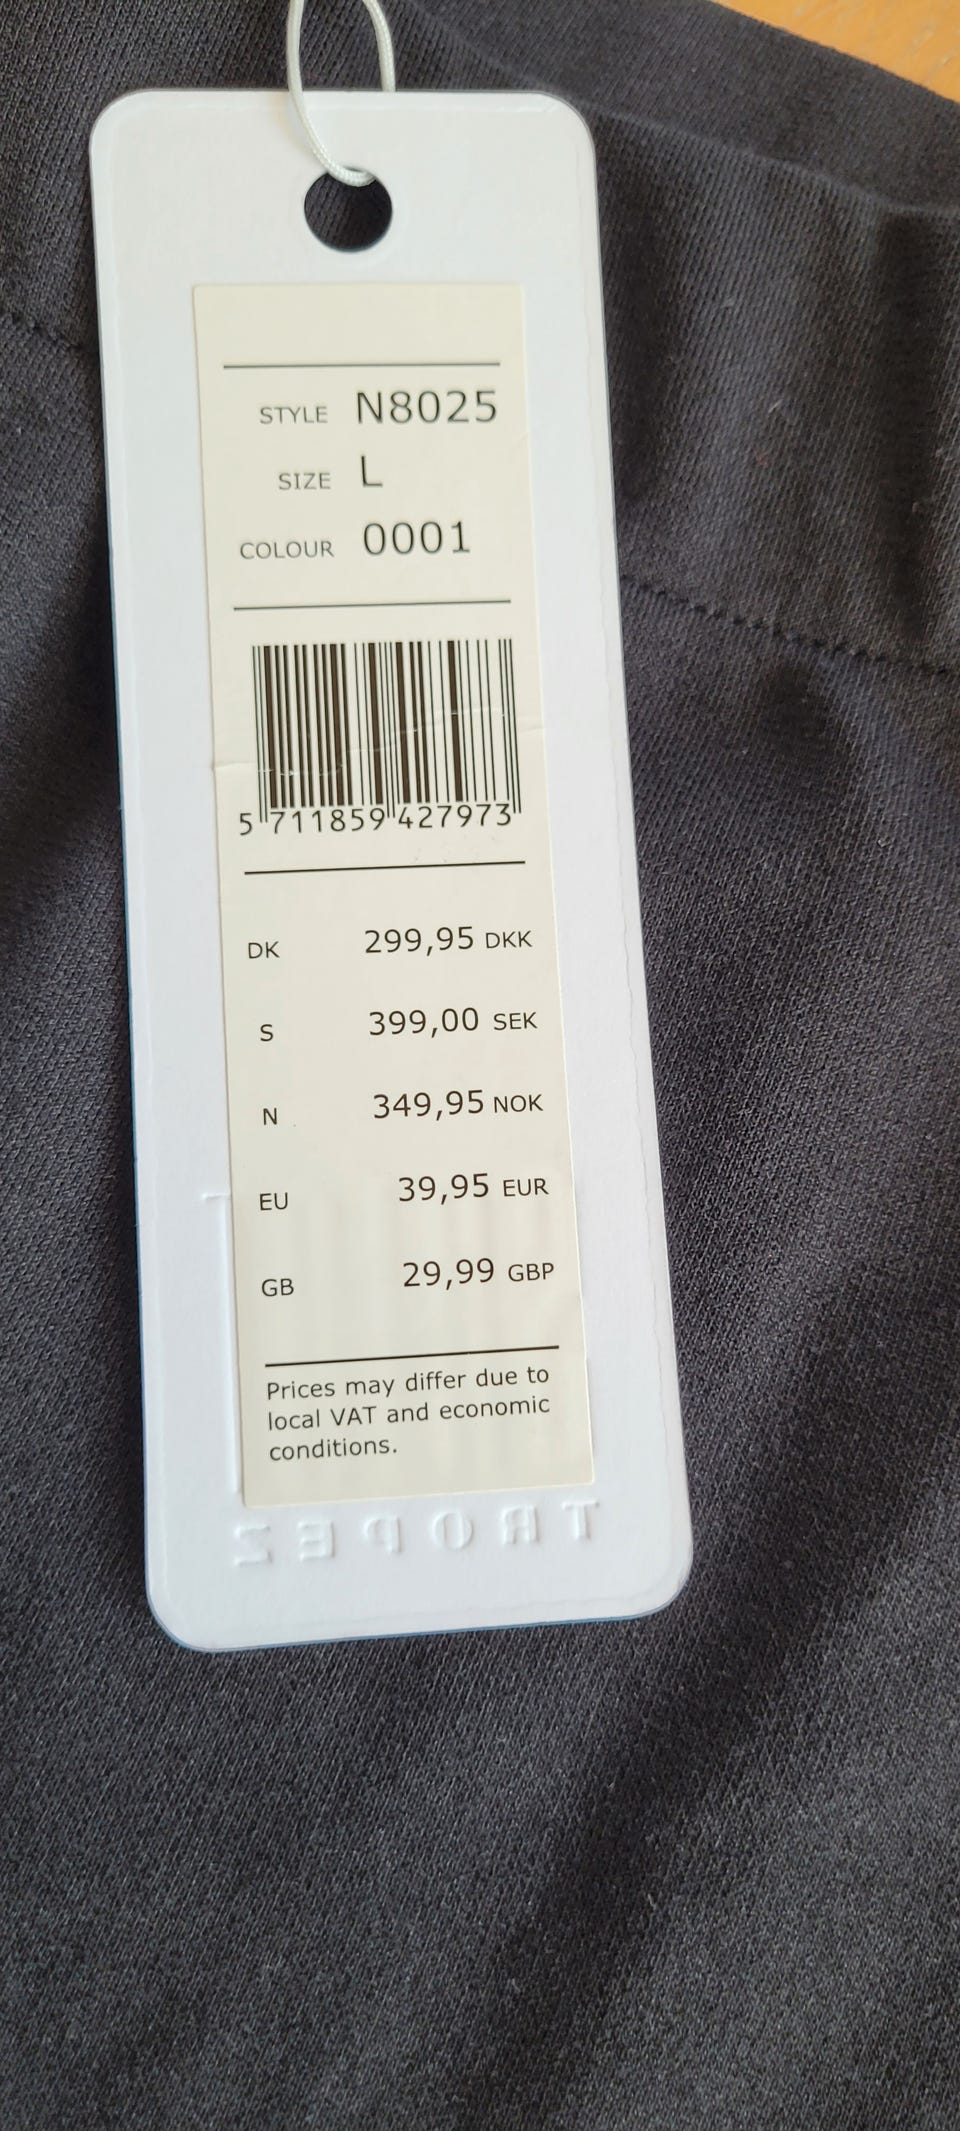 STYLE N8025
SIZE L
COLOUR 0001
5 711859 427973
DK 299,95 DKK
S 399,00 SEK
N 349,95 NOK
EU 39,95 EUR
GB 29,99 GBP
Prices may differ due to
local VAT and economic
conditions.
TROPEZ